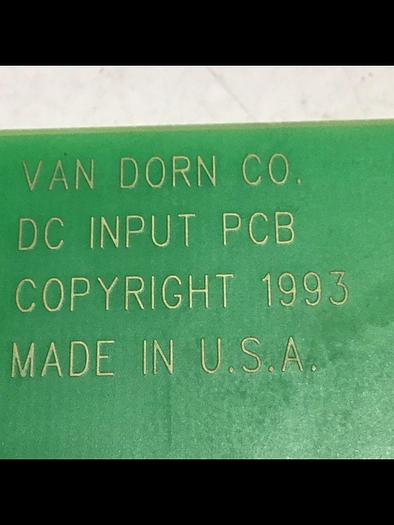 VAN DORN CO.
DC INPUT PCB
COPYRIGHT 1993
MADE IN U.S.A.